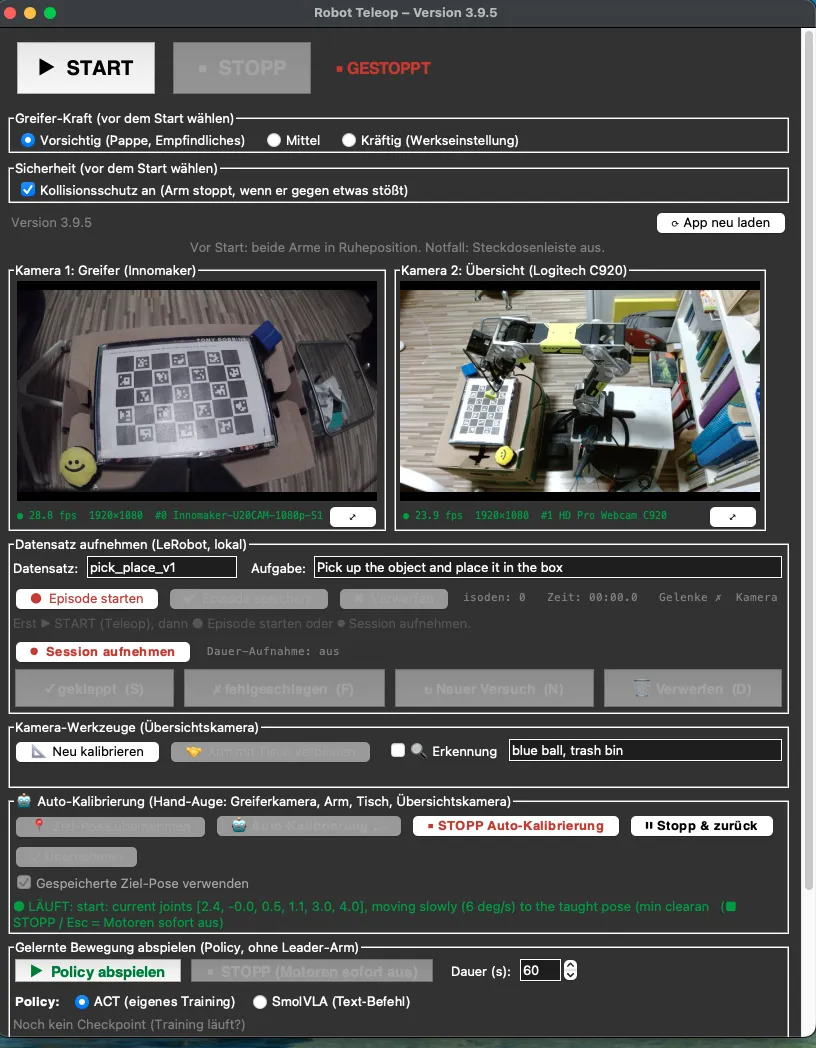 Robot Teleop – Version 3.9.5
▶ START
▪ STOPP
▪ GESTOPPT
Greifer-Kraft (vor dem Start wählen)
Vorsichtig (Pappe, Empfindliches)
Mittel
Kräftig (Werkseinstellung)
Sicherheit (vor dem Start wählen)
Kollisionsschutz an (Arm stoppt, wenn er gegen etwas stößt)
Version 3.9.5
⟳ App neu laden
Vor Start: beide Arme in Ruheposition. Notfall: Steckdosenleiste aus.
Kamera 1: Greifer (Innomaker)
Kamera 2: Übersicht (Logitech C920)
TONY ROBBINS
● 28.8 fps 1920×1080 #0 Innomaker-U20CAM-1080p-S1
● 23.9 fps 1920×1080 #1 HD Pro Webcam C920
Datensatz aufnehmen (LeRobot, lokal)
Datensatz: pick_place_v1
Aufgabe: Pick up the object and place it in the box
● Episode starten
✔ Episode speichern
✖ Verwerfen
isoden: 0 Zeit: 00:00.0 Gelenke ✗ Kamera
Erst ▶ START (Teleop), dann ● Episode starten oder ● Session aufnehmen.
● Session aufnehmen
Dauer-Aufnahme: aus
✓ geklappt (S)
✗ fehlgeschlagen (F)
↻ Neuer Versuch (N)
🗑 Verwerfen (D)
Kamera-Werkzeuge (Übersichtskamera)
📐 Neu kalibrieren
🤝 Arm mit Tisch verbinden
🔍 Erkennung
blue ball, trash bin
🤖 Auto-Kalibrierung (Hand-Auge: Greiferkamera, Arm, Tisch, Übersichtskamera)
📍 Ziel-Pose übernehmen
🤖 Auto-Kalibrierung
▪ STOPP Auto-Kalibrierung
⏸ Stopp & zurück
Übernehmen
Gespeicherte Ziel-Pose verwenden
● LÄUFT: start: current joints [2.4, -0.0, 0.5, 1.1, 3.0, 4.0], moving slowly (6 deg/s) to the taught pose (min clearan (■
STOPP / Esc = Motoren sofort aus)
Gelernte Bewegung abspielen (Policy, ohne Leader-Arm)
▶ Policy abspielen
▪ STOPP (Motoren sofort aus)
Dauer (s): 60
Policy:
ACT (eigenes Training)
SmolVLA (Text-Befehl)
Noch kein Checkpoint (Training läuft?)